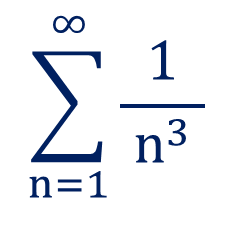 ∞
∑ 1/n³
n=1